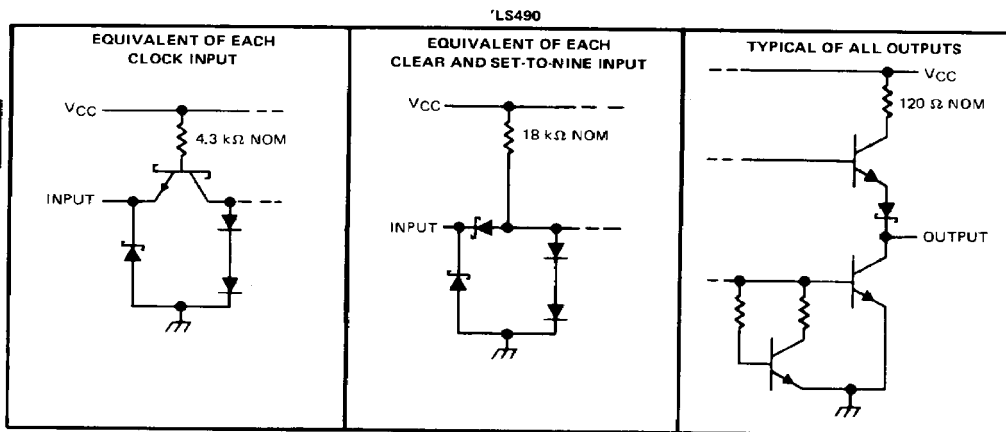 'LS490
EQUIVALENT OF EACH
CLOCK INPUT
VCC
4.3 kΩ NOM
INPUT
EQUIVALENT OF EACH
CLEAR AND SET-TO-NINE INPUT
VCC
18 kΩ NOM
INPUT
TYPICAL OF ALL OUTPUTS
VCC
120 Ω NOM
OUTPUT